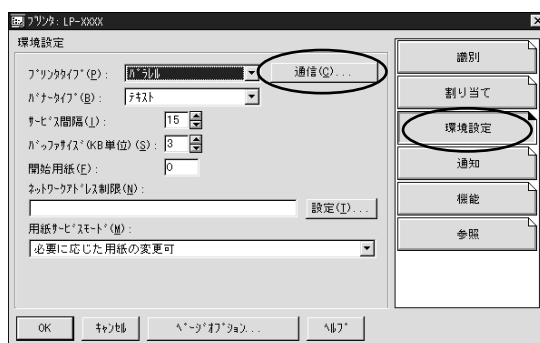 プリンタ: LP-XXXX
環境設定
プリンタタイプ(P): パラレル 通信(C)...
バナータイプ(B): テキスト
サービス間隔(I): 15
バッファサイズ(KB単位)(S): 3
開始用紙(F): 0
ネットワークアドレス制限(N):
設定(T)...
用紙サービスモード(M):
必要に応じた用紙の変更可
OK キャンセル ページオプション... ヘルプ
識別
割り当て
環境設定
通知
機能
参照